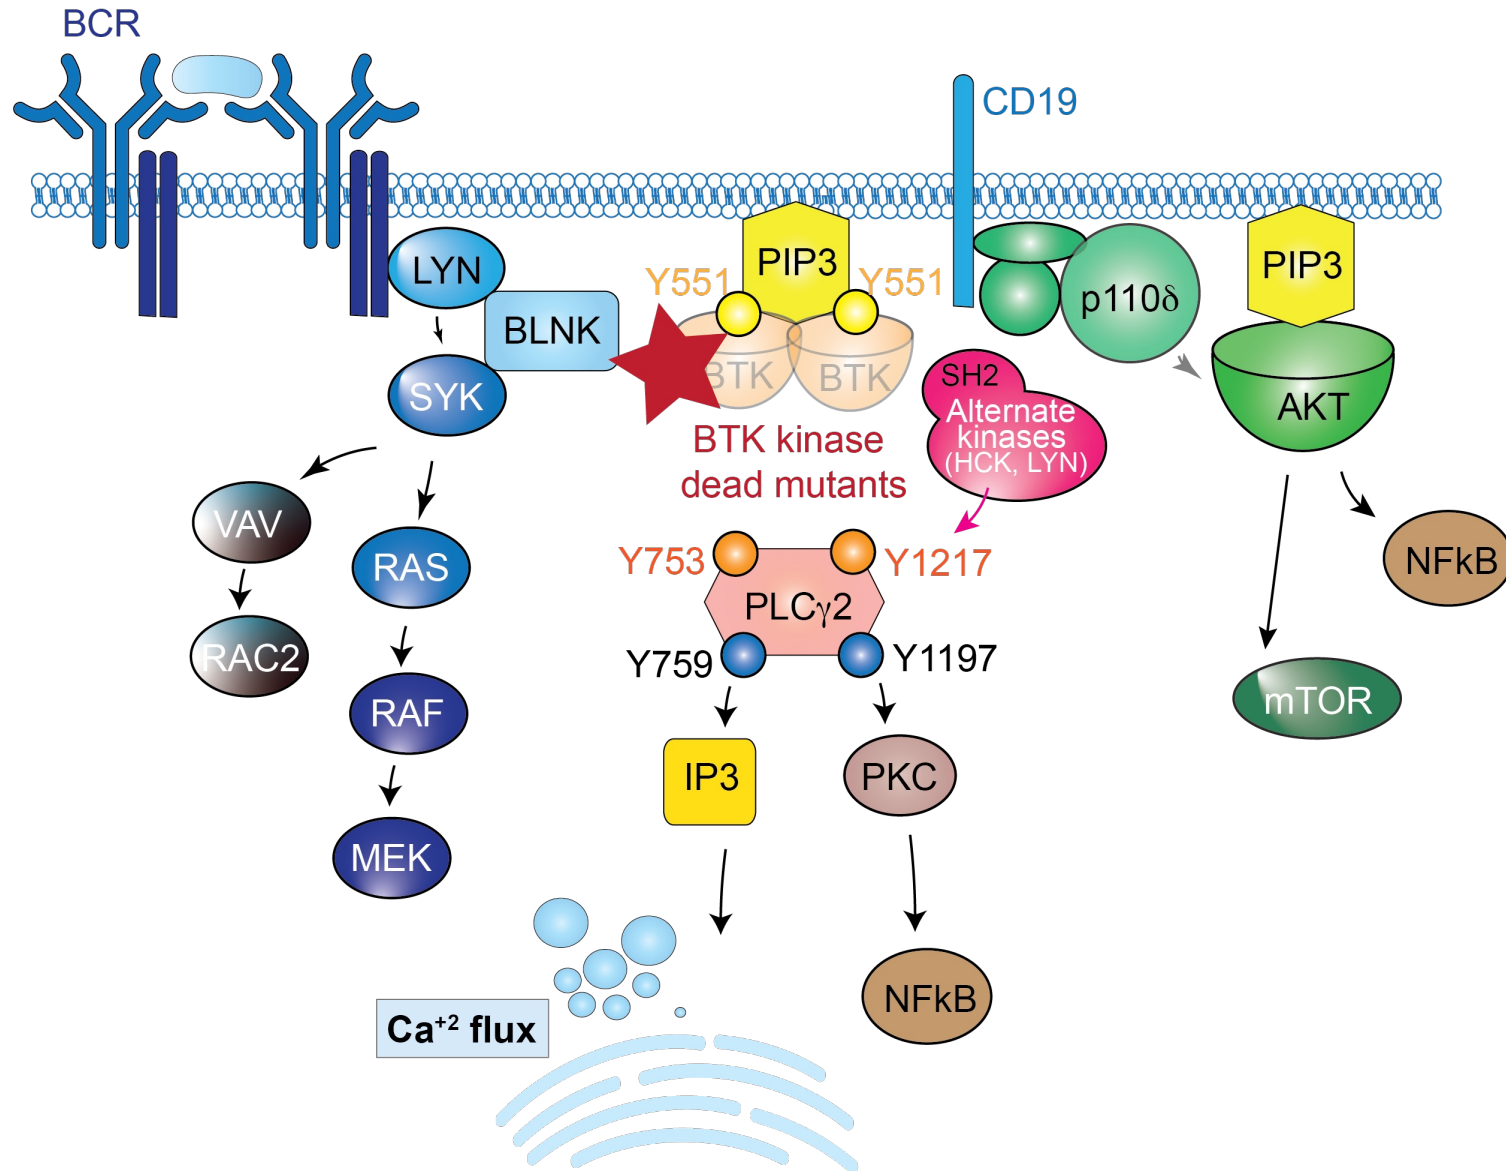 BCR
CD19
LYN
BLNK
SYK
Y551
PIP3
Y551
BTK
BTK
p110δ
PIP3
AKT
SH2
Alternate
kinases
(HCK, LYN)
BTK kinase
dead mutants
VAV
RAS
RAC2
RAF
MEK
Y753
Y1217
PLCγ2
Y759
Y1197
IP3
PKC
NFkB
mTOR
NFkB
Ca⁺² flux